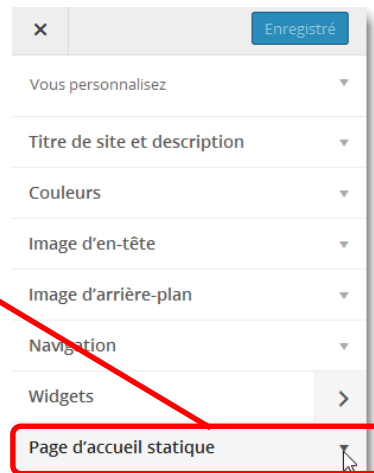 Enregistré
Vous personnalisez
Titre de site et description
Couleurs
Image d'en-tête
Image d'arrière-plan
Navigation
Widgets
Page d'accueil statique